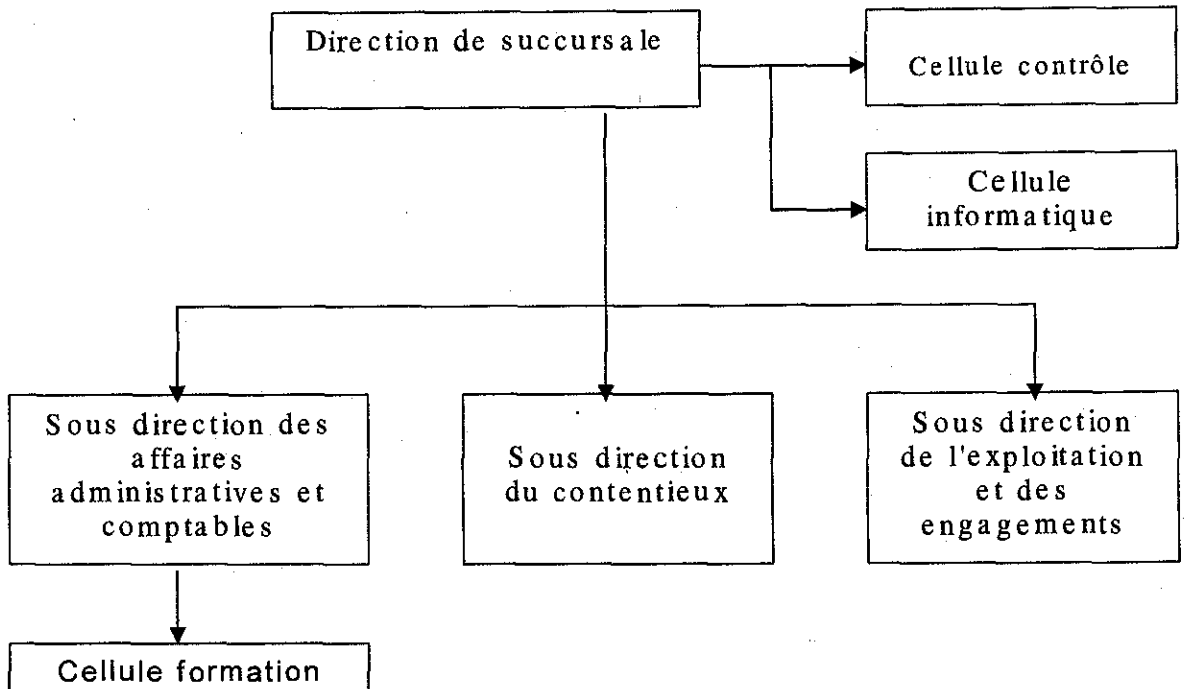 Direction de succursale
Cellule contrôle
Cellule
informatique
Sous direction des
affaires
administratives et
comptables
Sous direction
du contentieux
Sous direction
de l'exploitation
et des
engagements
Cellule formation